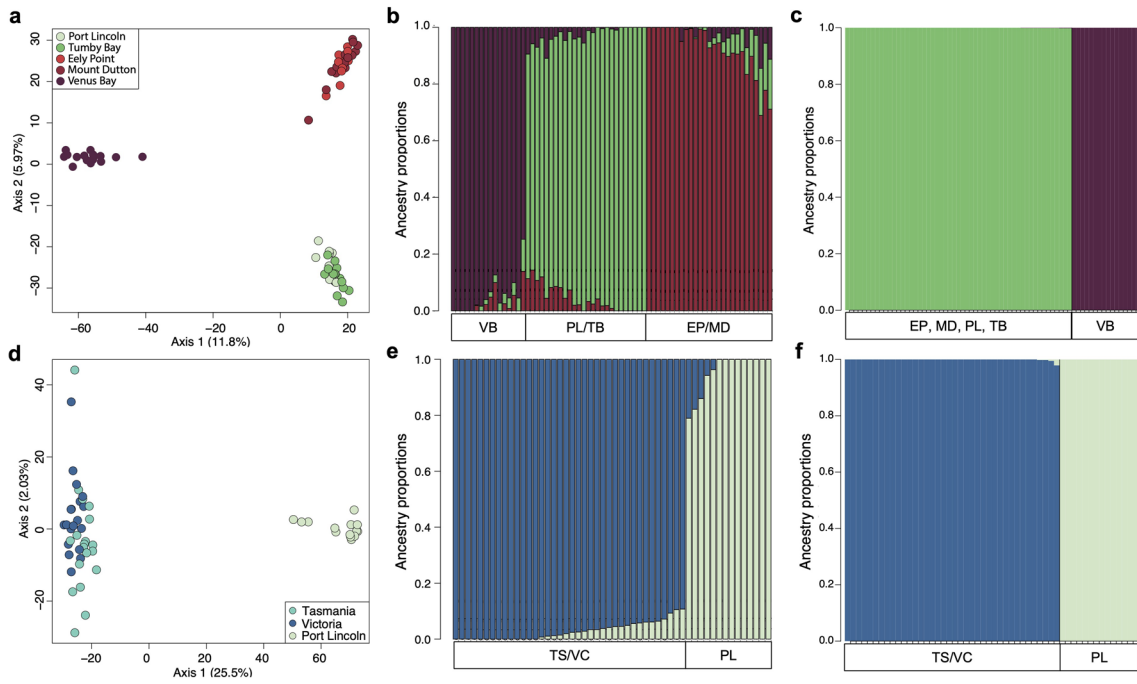 a
Port Lincoln
Tumby Bay
Eely Point
Mount Dutton
Venus Bay
Axis 2 (5.97%)
30
20
10
0
−10
−20
−30
−60 −40 −20 0 20
Axis 1 (11.8%)
b
Ancestry proportions
1.0
0.8
0.6
0.4
0.2
0.0
VB PL/TB EP/MD
c
Ancestry proportions
1.0
0.8
0.6
0.4
0.2
0.0
EP, MD, PL, TB VB
d
Axis 2 (2.03%)
40
20
0
−20
Tasmania
Victoria
Port Lincoln
−20 0 20 40 60
Axis 1 (25.5%)
e
Ancestry proportions
1.0
0.8
0.6
0.4
0.2
0.0
TS/VC PL
f
Ancestry proportions
1.0
0.8
0.6
0.4
0.2
0.0
TS/VC PL